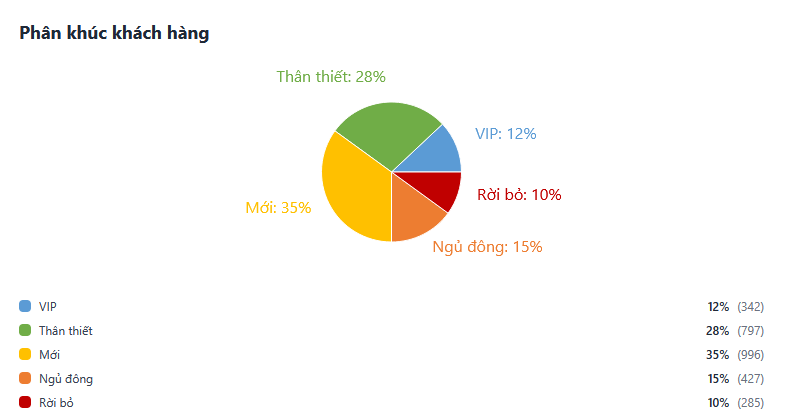 Phân khúc khách hàng
Thân thiết: 28%
VIP: 12%
Rời bỏ: 10%
Mới: 35%
Ngủ đông: 15%
VIP 12% (342)
Thân thiết 28% (797)
Mới 35% (996)
Ngủ đông 15% (427)
Rời bỏ 10% (285)